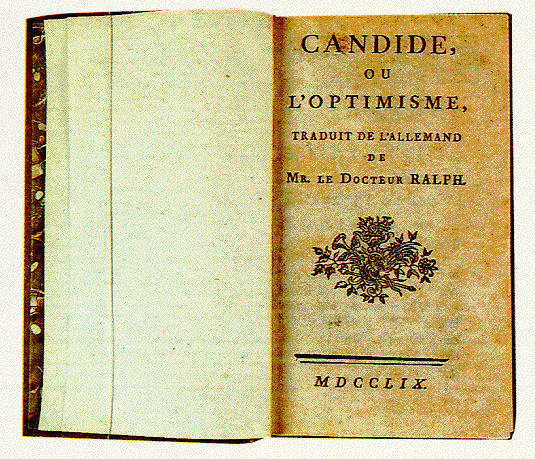 CANDIDE,
OU
L'OPTIMISME,
TRADUIT DE L'ALLEMAND
DE
MR. LE DOCTEUR RALPH.
MDCCLIX.